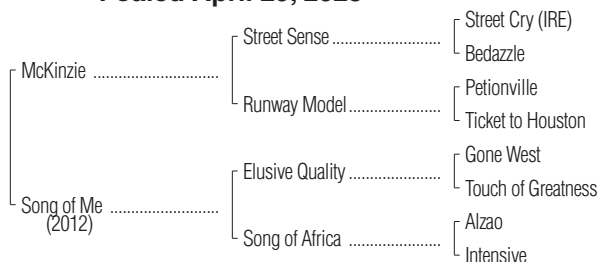 Foaled April
Street Cry (IRE)
Street Sense
Bedazzle
McKinzie
Petionville
Runway Model
Ticket to Houston
Gone West
Elusive Quality
Touch of Greatness
Song of Me
(2012)
Alzao
Song of Africa
Intensive